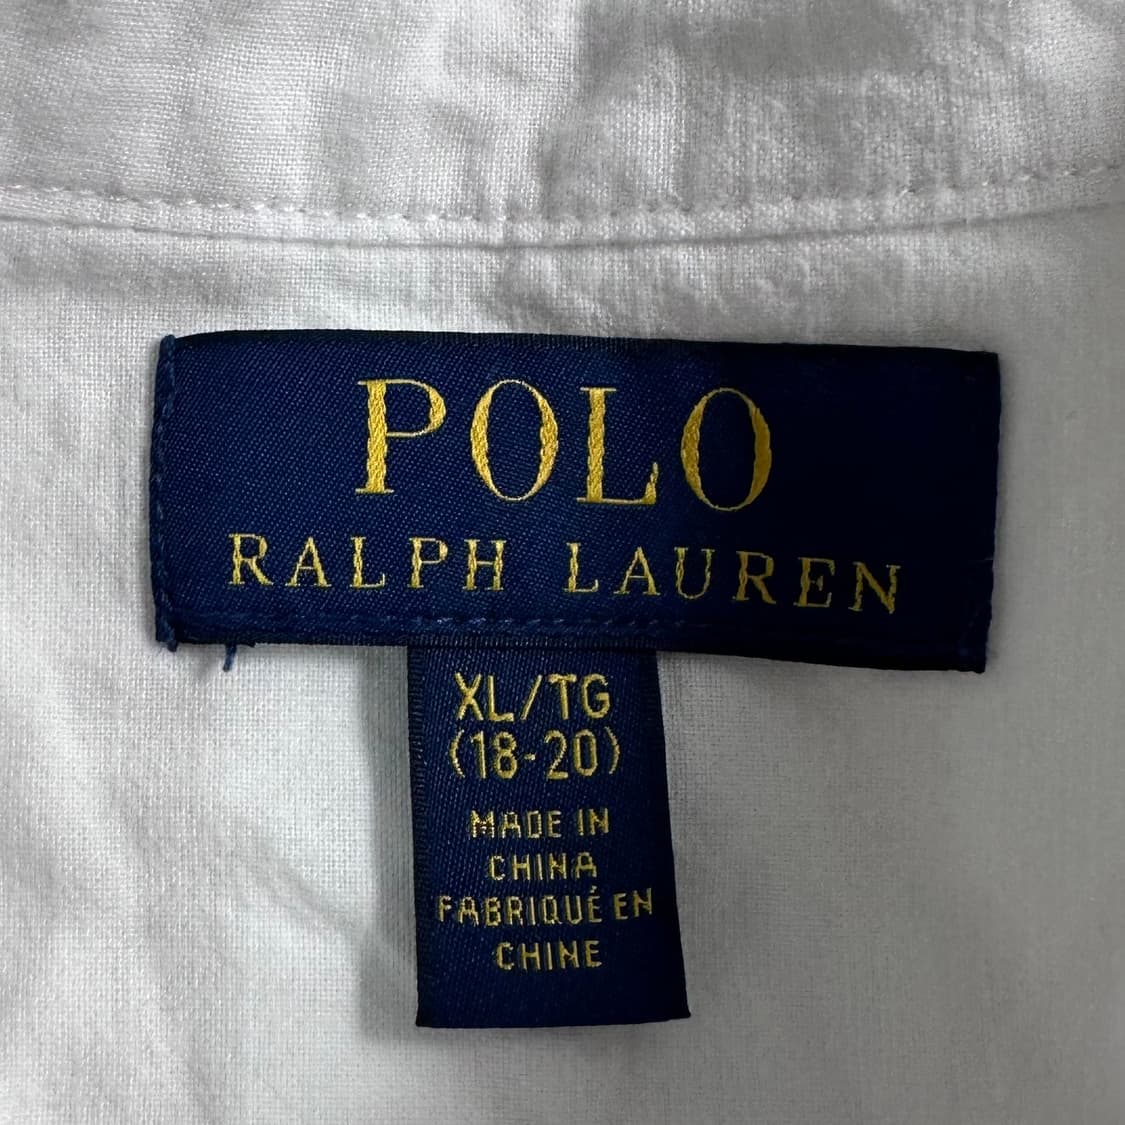 POLO
RALPH LAUREN
XL/TG
(18-20)
MADE IN
CHINA
FABRIQUÉ EN
CHINE